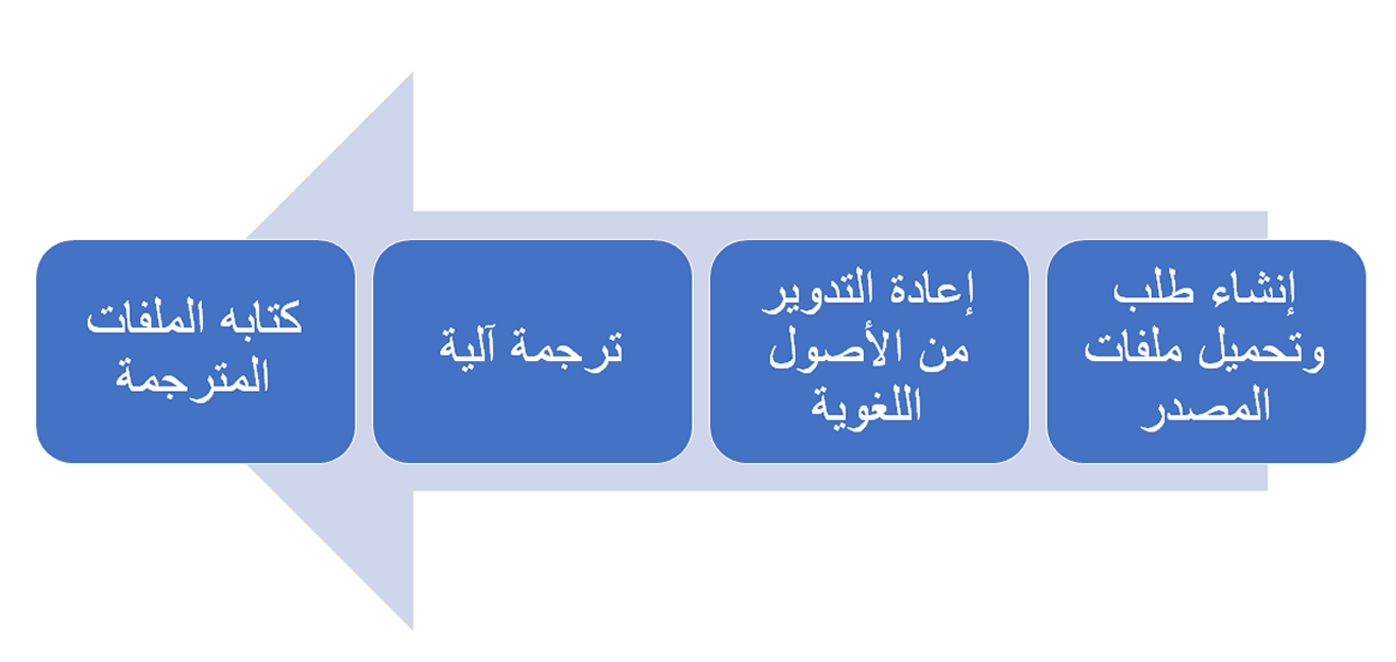 إنشاء طلب
وتحميل ملفات
المصدر
إعادة التدوير
من الأصول
اللغوية
ترجمة آلية
كتابه الملفات
المترجمة